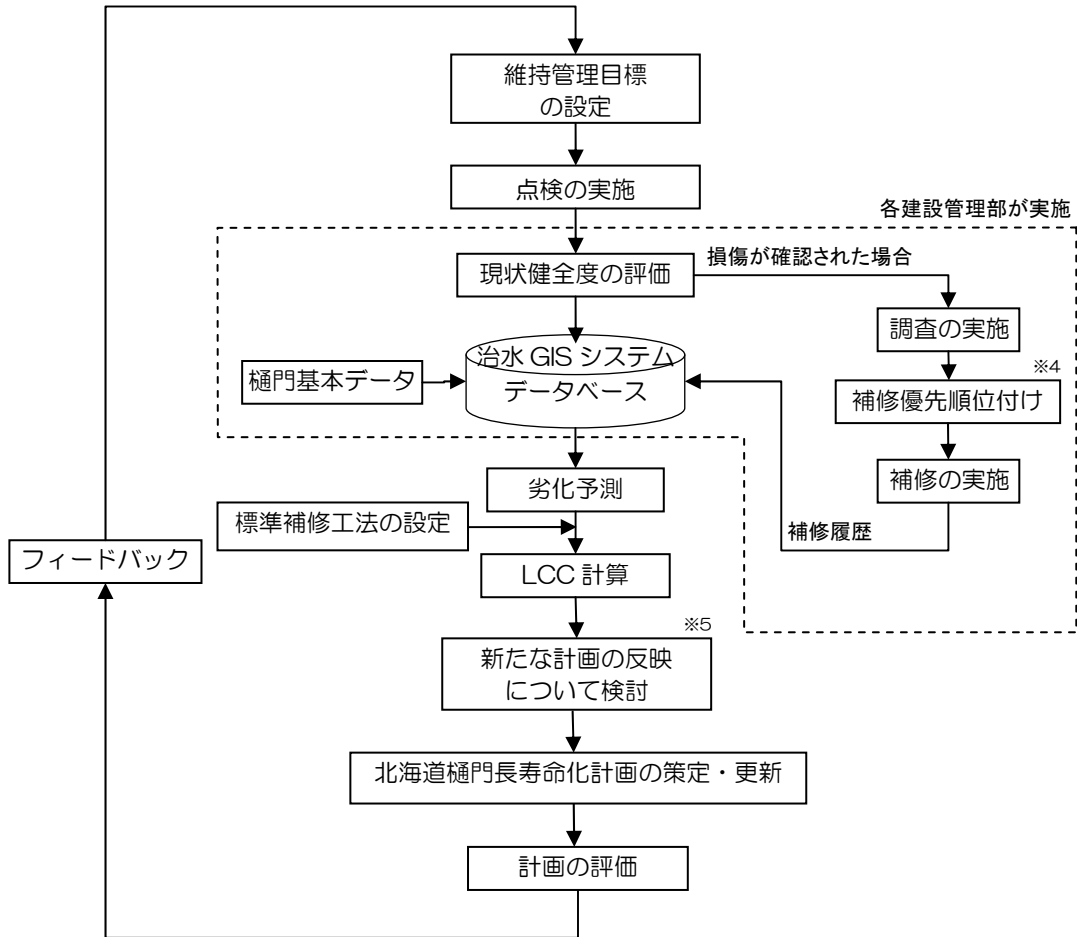 維持管理目標
の設定
点検の実施
各建設管理部が実施
現状健全度の評価
損傷が確認された場合
調査の実施
治水 GIS システム
データベース
樋門基本データ
※4
補修優先順位付け
補修の実施
劣化予測
標準補修工法の設定
補修履歴
フィードバック
LCC 計算
※5
新たな計画の反映
について検討
北海道樋門長寿命化計画の策定・更新
計画の評価